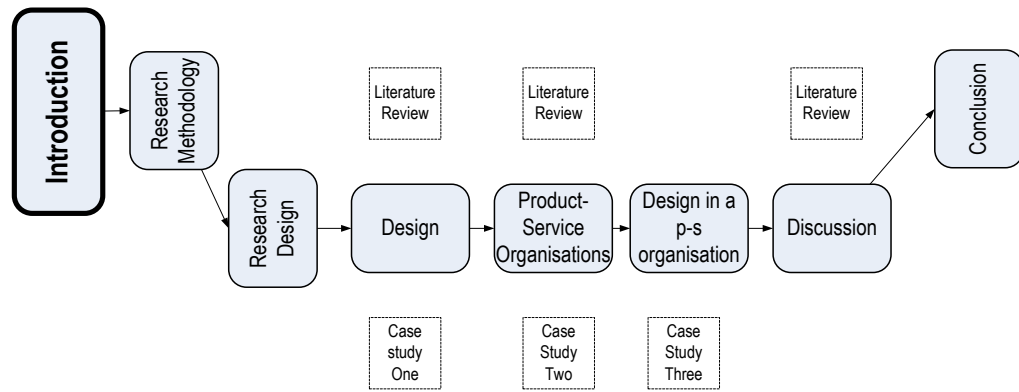 Introduction
Research
Methodology
Research
Design
Literature
Review
Literature
Review
Literature
Review
Design
Product-
Service
Organisations
Design in a
p-s
organisation
Discussion
Conclusion
Case
study
One
Case
Study
Two
Case
Study
Three